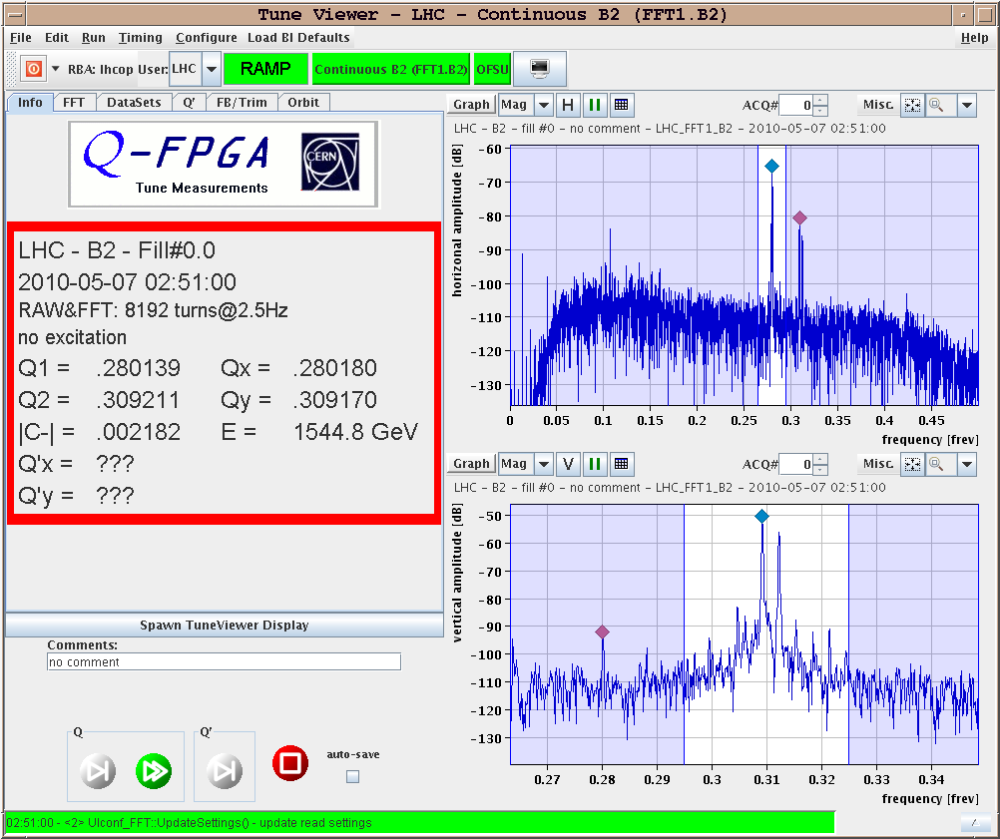 Tune Viewer - LHC - Continuous B2 (FFT1.B2)
File Edit Run Timing Configure Load BI Defaults Help
RBA: lhcop User: LHC RAMP Continuous B2 (FFT1.B2) OFSU
Info FFT DataSets Q' FB/Trim Orbit
Q-FPGA
Tune Measurements
CERN
LHC - B2 - Fill#0.0
2010-05-07 02:51:00
RAW&FFT: 8192 turns@2.5Hz
no excitation
Q1 = .280139 Qx = .280180
Q2 = .309211 Qy = .309170
|C-| = .002182 E = 1544.8 GeV
Q'x = ???
Q'y = ???
Spawn TuneViewer Display
Comments:
no comment
Q Q'
auto-save
Graph Mag H ACQ# 0 Misc.
LHC - B2 - fill #0 - no comment - LHC_FFT1_B2 - 2010-05-07 02:51:00
horizonal amplitude [dB]
-60
-70
-80
-90
-100
-110
-120
-130
0 0.05 0.1 0.15 0.2 0.25 0.3 0.35 0.4 0.45
frequency [frev]
Graph Mag V ACQ# 0 Misc.
LHC - B2 - fill #0 - no comment - LHC_FFT1_B2 - 2010-05-07 02:51:00
vertical amplitude [dB]
-50
-60
-70
-80
-90
-100
-110
-120
-130
0.27 0.28 0.29 0.3 0.31 0.32 0.33 0.34
frequency [frev]
02:51:00 - <2> UIconf_FFT::UpdateSettings() - update read settings